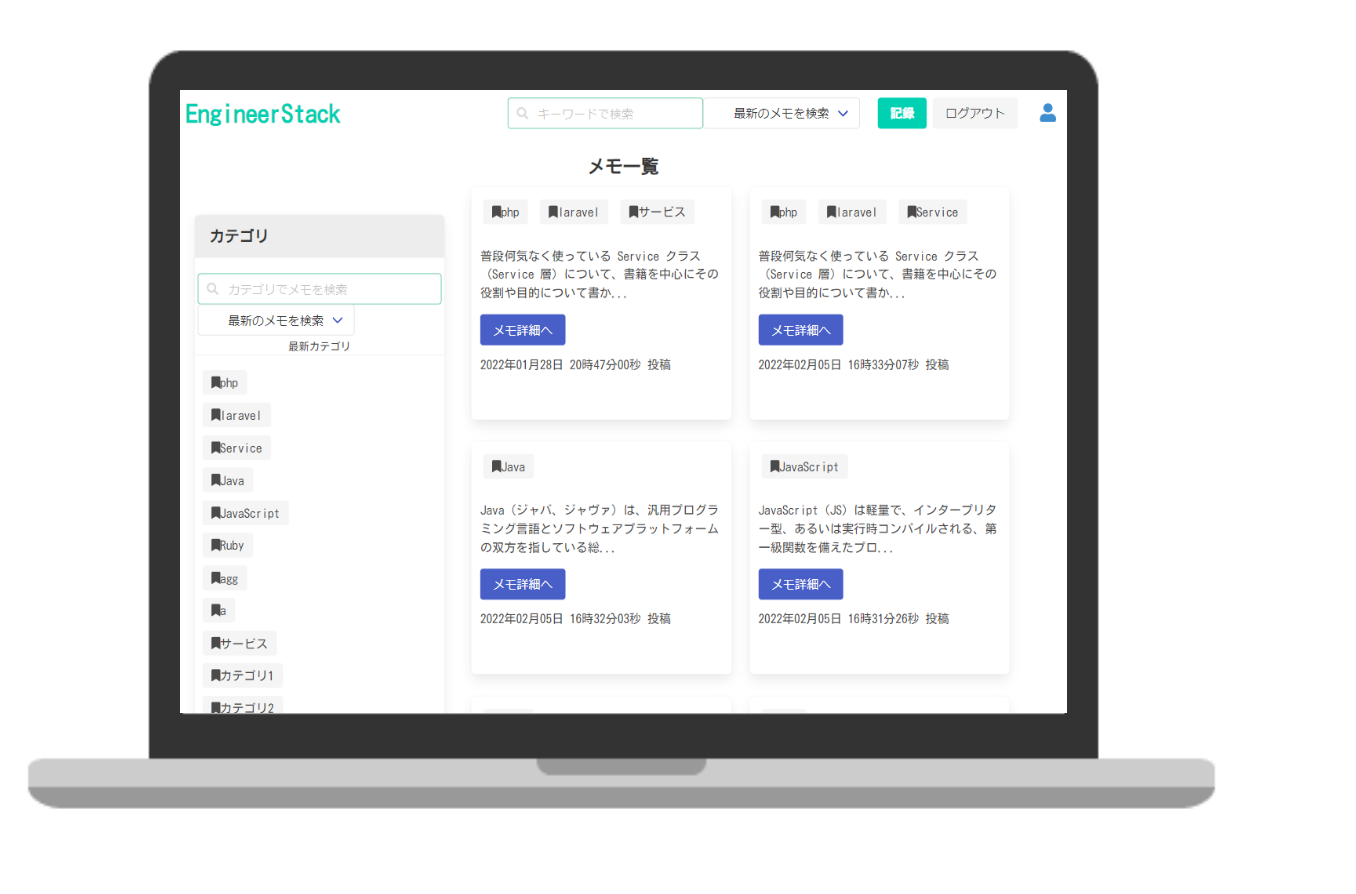 EngineerStack
キーワードで検索
最新のメモを検索
記録
ログアウト
メモ一覧
カテゴリ
カテゴリでメモを検索
最新のメモを検索
最新カテゴリ
php
laravel
Service
Java
JavaScript
Ruby
agg
a
サービス
カテゴリ1
カテゴリ2
php laravel サービス
普段何気なく使っている Service クラス
（Service 層）について、書籍を中心にその
役割や目的について書か...
メモ詳細へ
2022年01月28日 20時47分00秒 投稿
php laravel Service
普段何気なく使っている Service クラス
（Service 層）について、書籍を中心にその
役割や目的について書か...
メモ詳細へ
2022年02月05日 16時33分07秒 投稿
Java
Java（ジャバ、ジャヴァ）は、汎用プログラ
ミング言語とソフトウェアプラットフォーム
の双方を指している総...
メモ詳細へ
2022年02月05日 16時32分03秒 投稿
JavaScript
JavaScript（JS）は軽量で、インタープリタ
ー型、あるいは実行時コンパイルされる、第
一級関数を備えたプロ...
メモ詳細へ
2022年02月05日 16時31分26秒 投稿